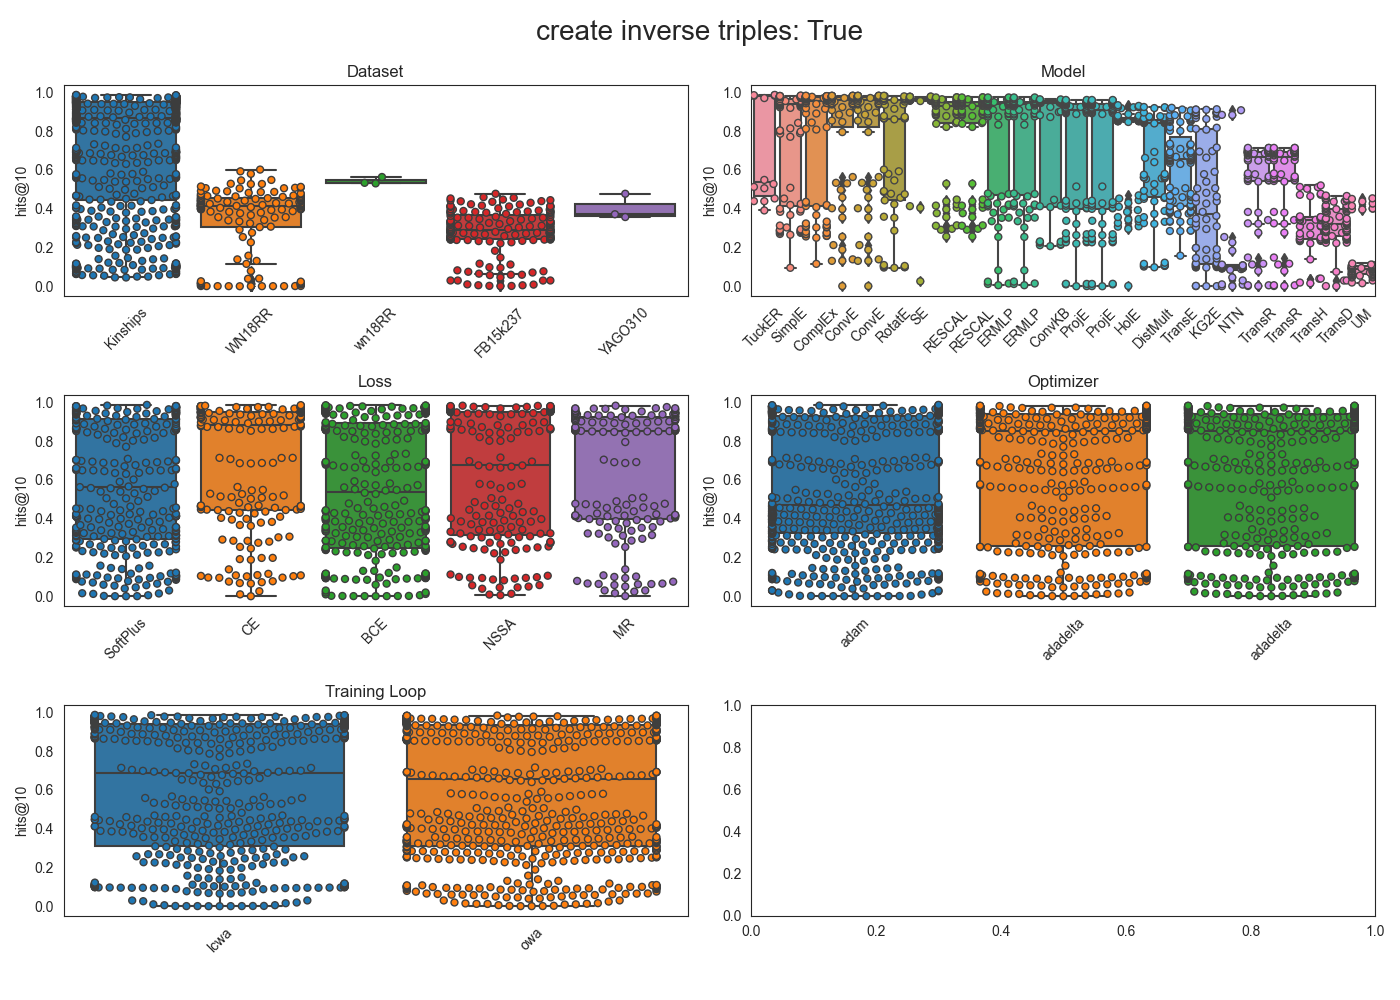 create inverse triples: True
Dataset
hits@10
1.0
0.8
0.6
0.4
0.2
0.0
Kinships
WN18RR
wn18RR
FB15k237
YAGO310
Model
hits@10
1.0
0.8
0.6
0.4
0.2
0.0
TuckER
SimplE
ComplEx
ConvE
ConvE
RotatE
SE
RESCAL
RESCAL
ERMLP
ERMLP
ConvKB
ProjE
ProjE
HolE
DistMult
TransE
KG2E
NTN
TransR
TransR
TransH
TransD
UM
Loss
hits@10
1.0
0.8
0.6
0.4
0.2
0.0
SoftPlus
CE
BCE
NSSA
MR
Optimizer
hits@10
1.0
0.8
0.6
0.4
0.2
0.0
adam
adadelta
adadelta
Training Loop
hits@10
1.0
0.8
0.6
0.4
0.2
0.0
lcwa
owa
1.0
0.8
0.6
0.4
0.2
0.0
0.0 0.2 0.4 0.6 0.8 1.0